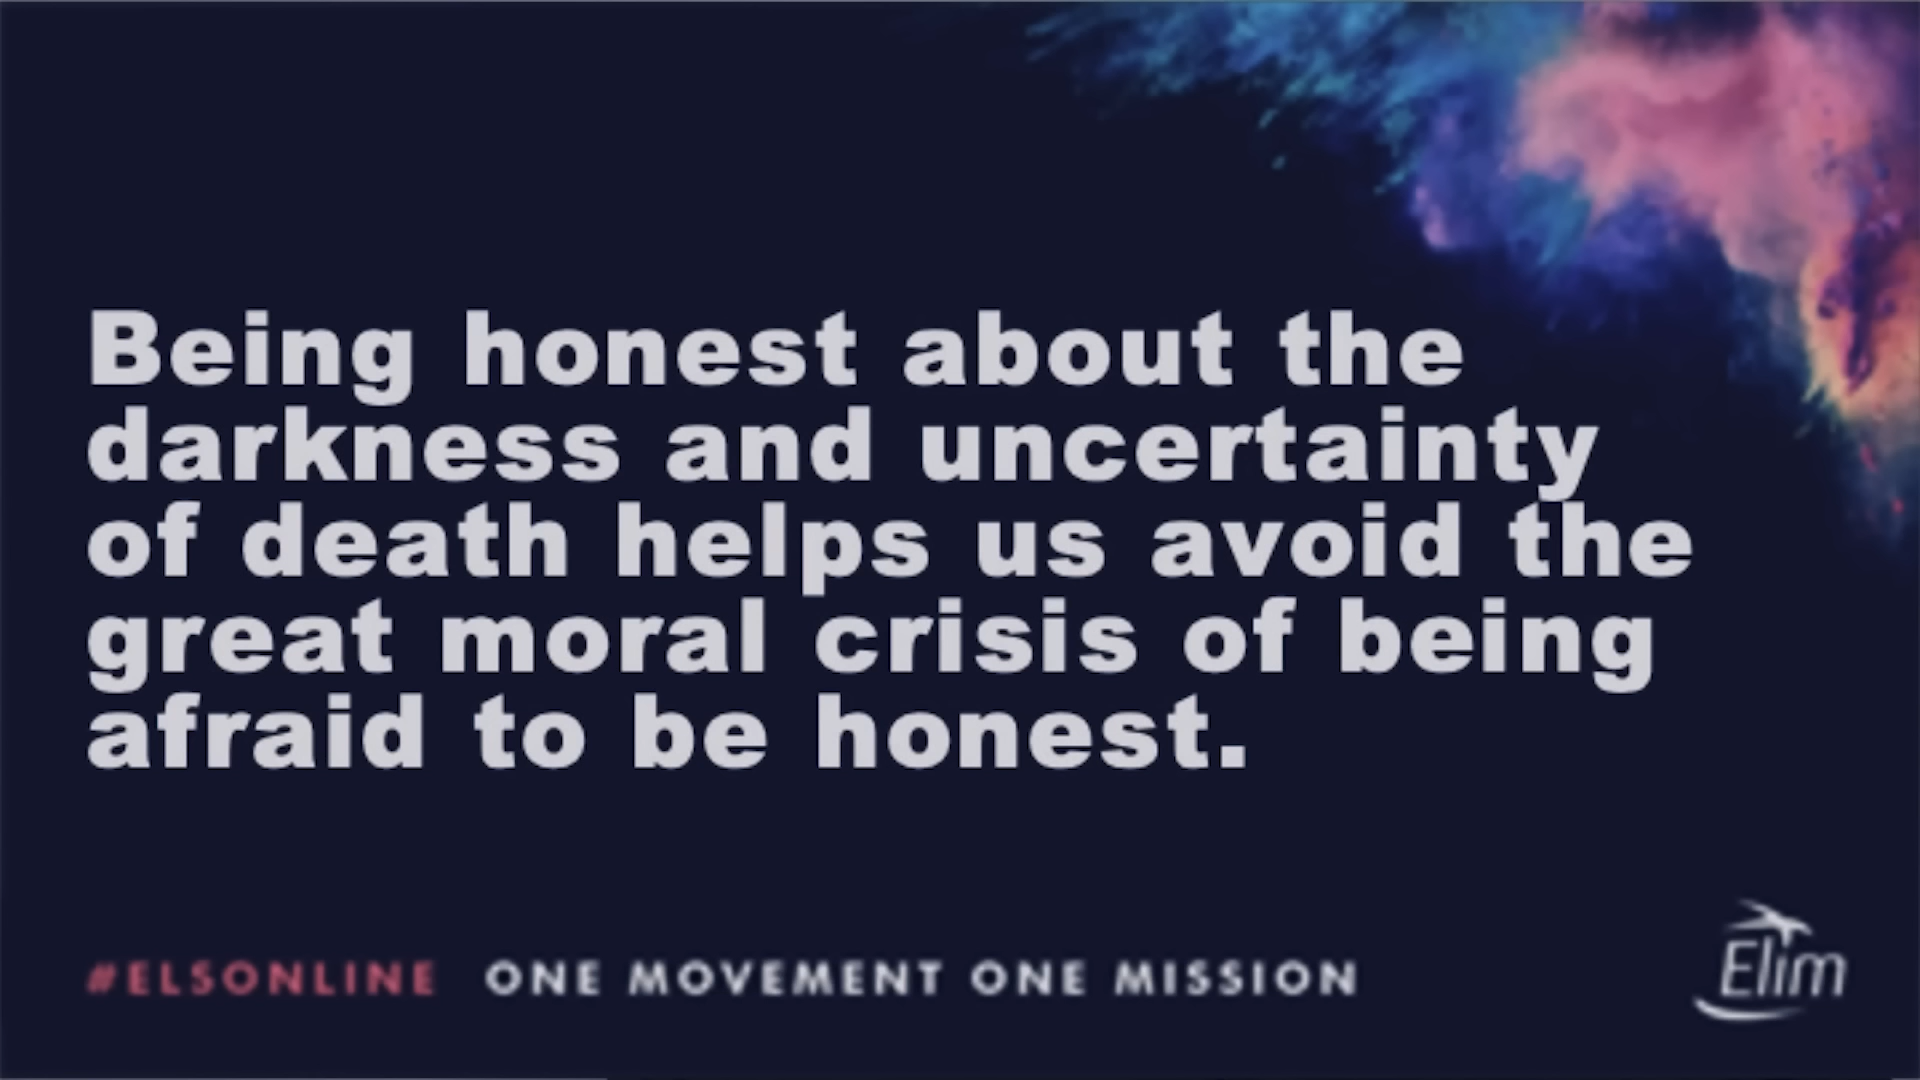 Being honest about the
darkness and uncertainty
of death helps us avoid the
great moral crisis of being
afraid to be honest.
#ELSONLINE ONE MOVEMENT ONE MISSION
Elim